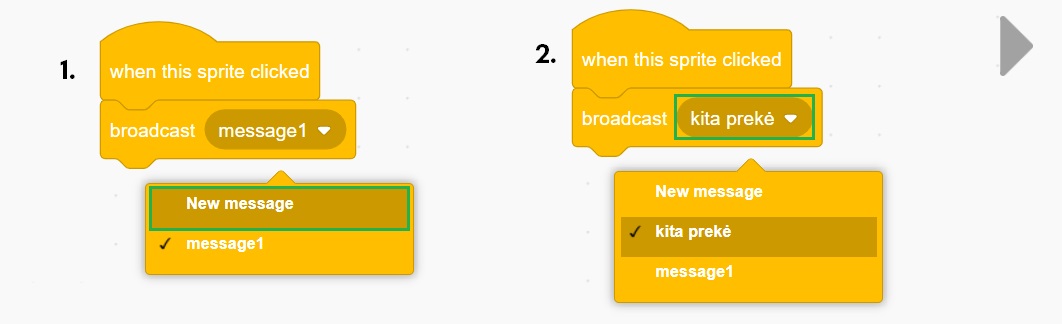 1.
when this sprite clicked
broadcast message1
New message
✓ message1
2.
when this sprite clicked
broadcast kita prekė
New message
✓ kita prekė
message1